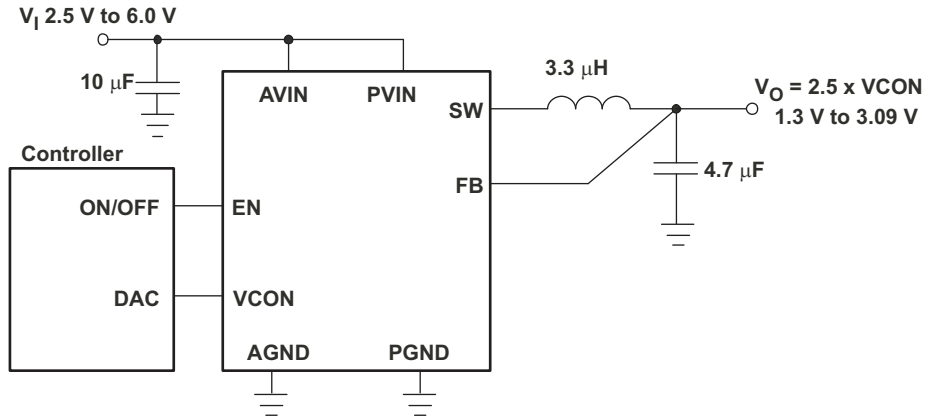 V_I 2.5 V to 6.0 V
10 μF
AVIN
PVIN
3.3 μH
SW
V_O = 2.5 x VCON
1.3 V to 3.09 V
Controller
4.7 μF
FB
ON/OFF
EN
DAC
VCON
AGND
PGND